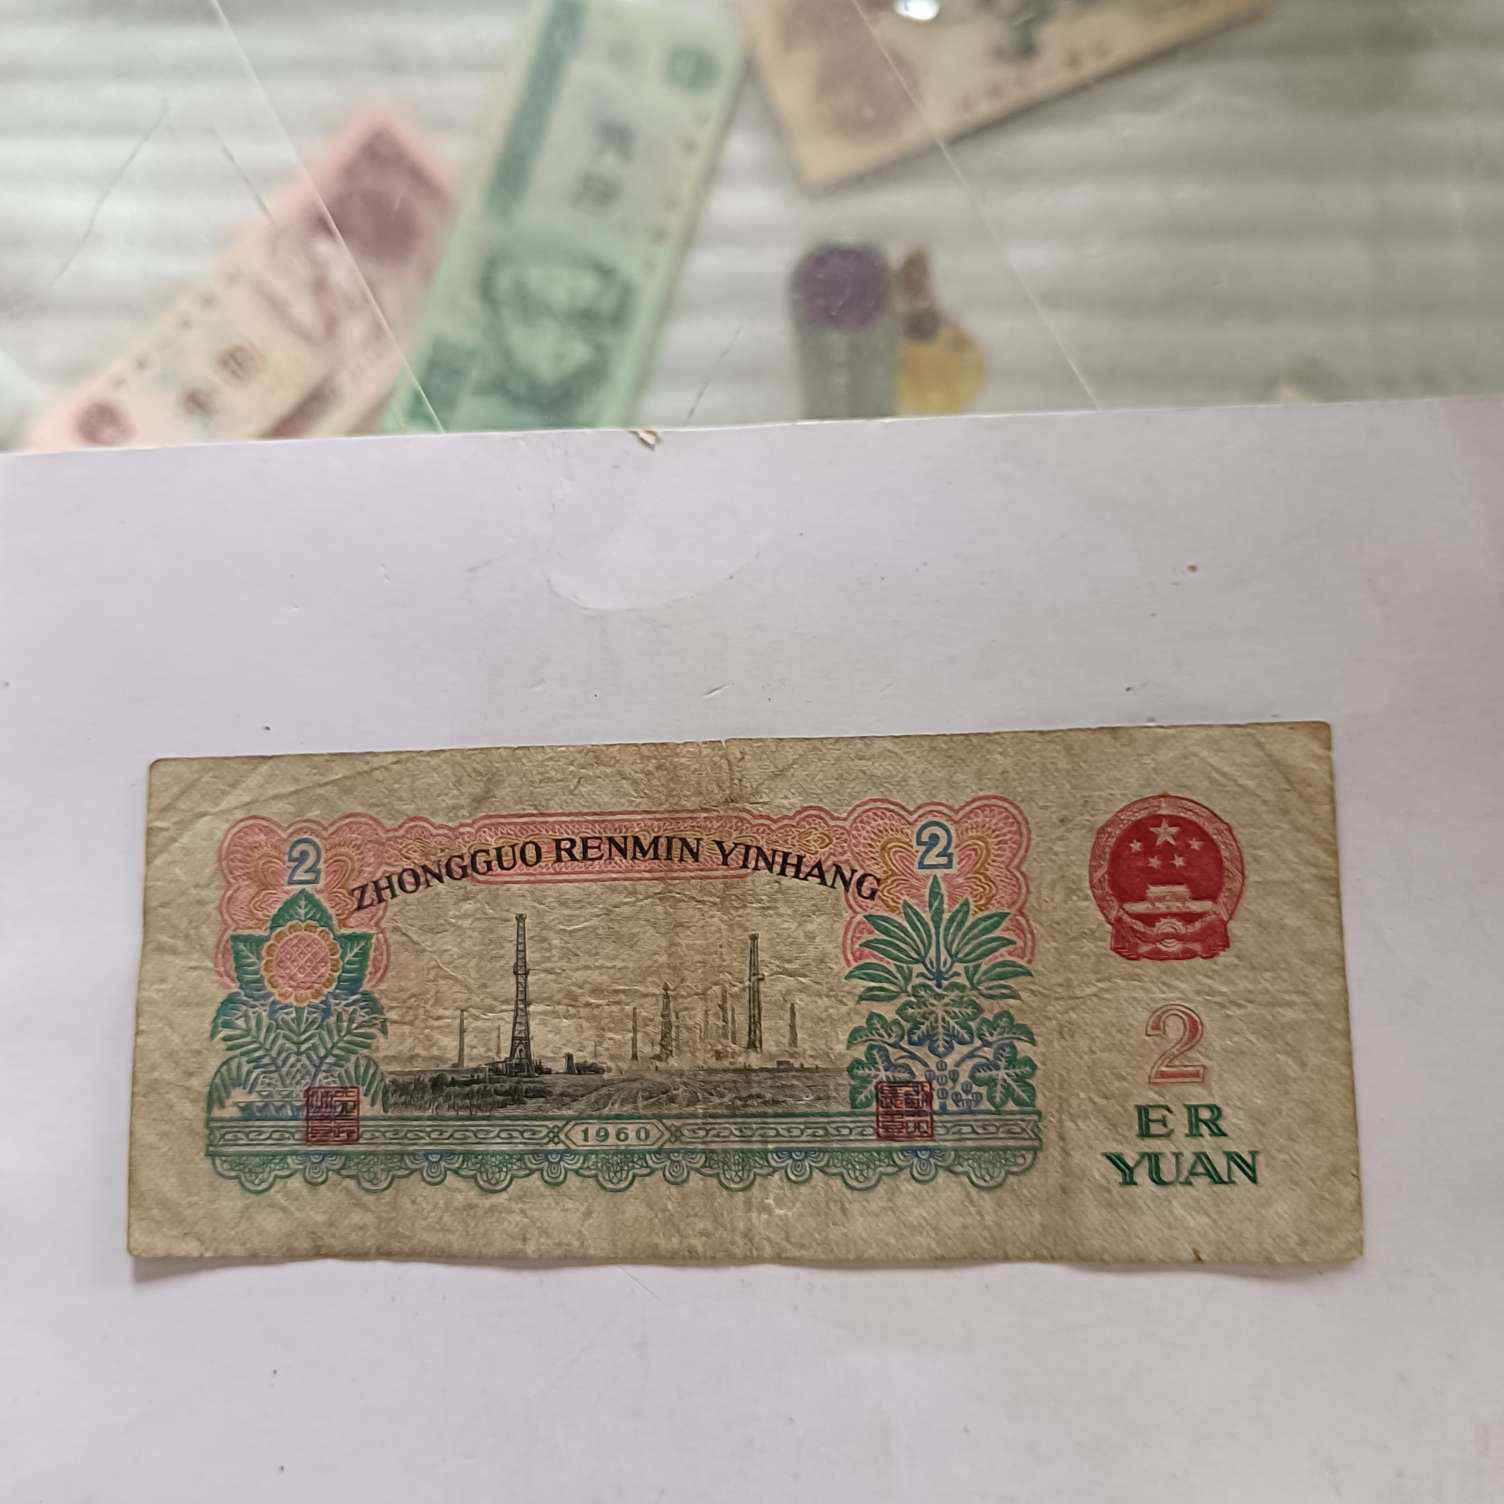 2
2
ZHONGGUO RENMIN YINHANG
1960
2
ER
YUAN